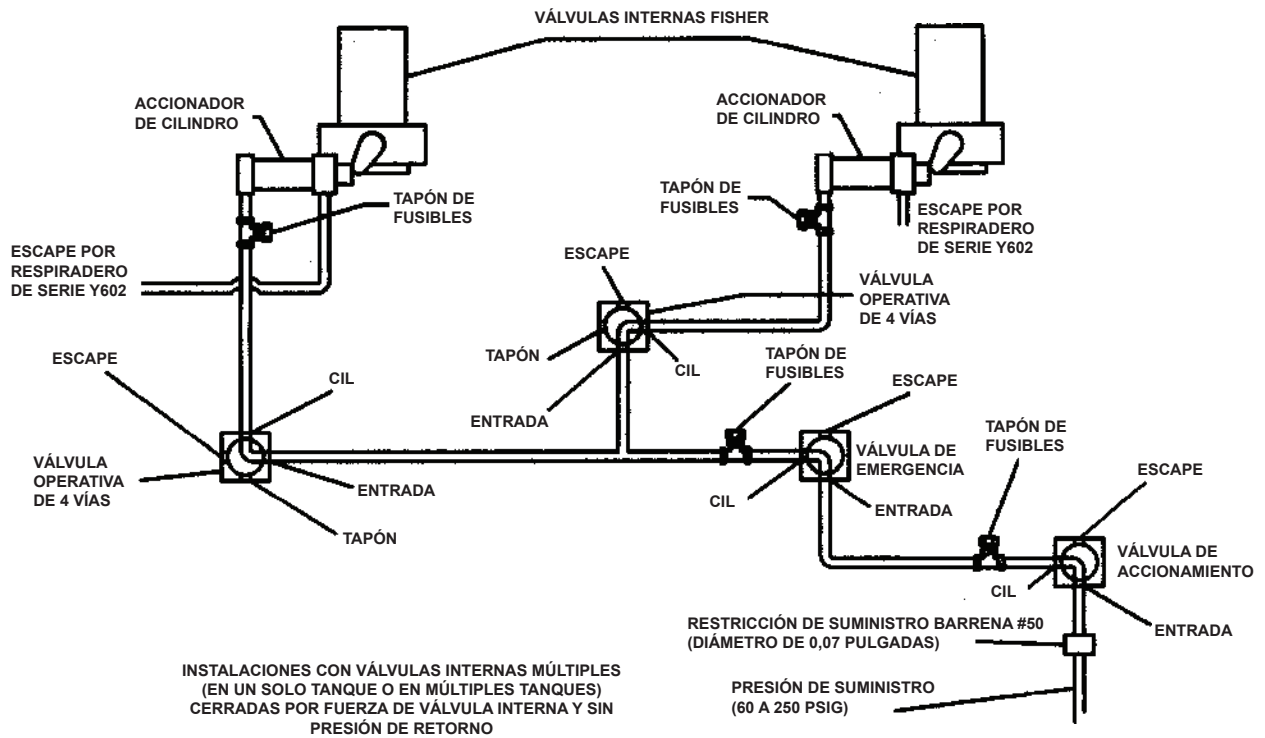 VÁLVULAS INTERNAS FISHER
ACCIONADOR
DE CILINDRO
ACCIONADOR
DE CILINDRO
TAPÓN DE
FUSIBLES
TAPÓN DE
FUSIBLES
ESCAPE POR
RESPIRADERO
DE SERIE Y602
ESCAPE POR
RESPIRADERO
DE SERIE Y602
ESCAPE
VÁLVULA
OPERATIVA
DE 4 VÍAS
TAPÓN
CIL
ENTRADA
TAPÓN DE
FUSIBLES
ESCAPE
ESCAPE
CIL
VÁLVULA
OPERATIVA
DE 4 VÍAS
ENTRADA
TAPÓN
VÁLVULA DE
EMERGENCIA
CIL
ENTRADA
TAPÓN DE
FUSIBLES
ESCAPE
VÁLVULA DE
ACCIONAMIENTO
CIL
ENTRADA
RESTRICCIÓN DE SUMINISTRO BARRENA #50
(DIÁMETRO DE 0,07 PULGADAS)
PRESIÓN DE SUMINISTRO
(60 A 250 PSIG)
INSTALACIONES CON VÁLVULAS INTERNAS MÚLTIPLES
(EN UN SOLO TANQUE O EN MÚLTIPLES TANQUES)
CERRADAS POR FUERZA DE VÁLVULA INTERNA Y SIN
PRESIÓN DE RETORNO